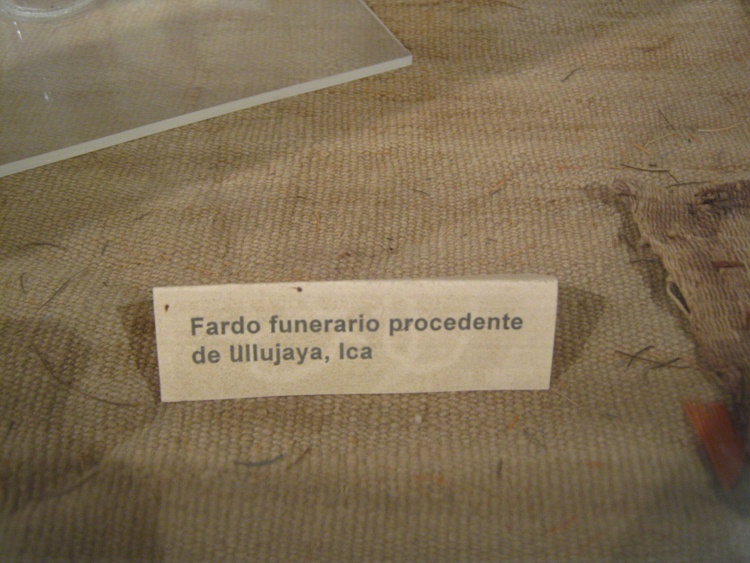 Fardo funerario procedente
de Ullujaya, Ica